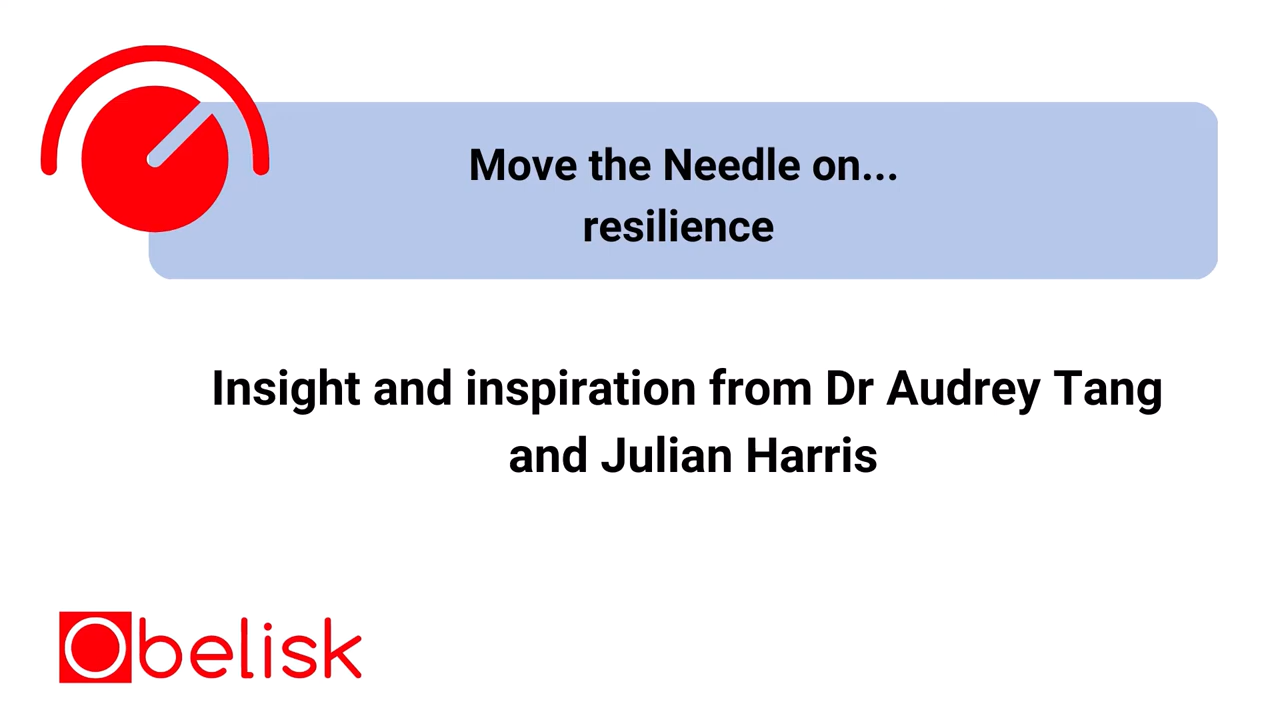 Move the Needle on...
resilience
Insight and inspiration from Dr Audrey Tang
and Julian Harris
Obelisk